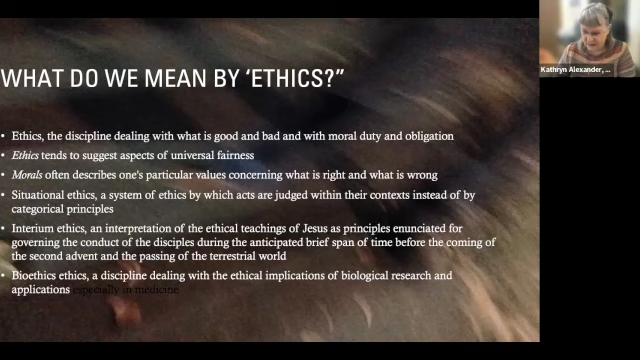 WHAT DO WE MEAN BY ‘ETHICS?”
• Ethics, the discipline dealing with what is good and bad and with moral duty and obligation
• Ethics tends to suggest aspects of universal fairness
• Morals often describes one's particular values concerning what is right and what is wrong
• Situational ethics, a system of ethics by which acts are judged within their contexts instead of by
categorical principles
• Interium ethics, an interpretation of the ethical teachings of Jesus as principles enunciated for
governing the conduct of the disciples during the anticipated brief span of time before the coming of
the second advent and the passing of the terrestrial world
• Bioethics ethics, a discipline dealing with the ethical implications of biological research and
applications especially in medicine
Kathryn Alexander, ...